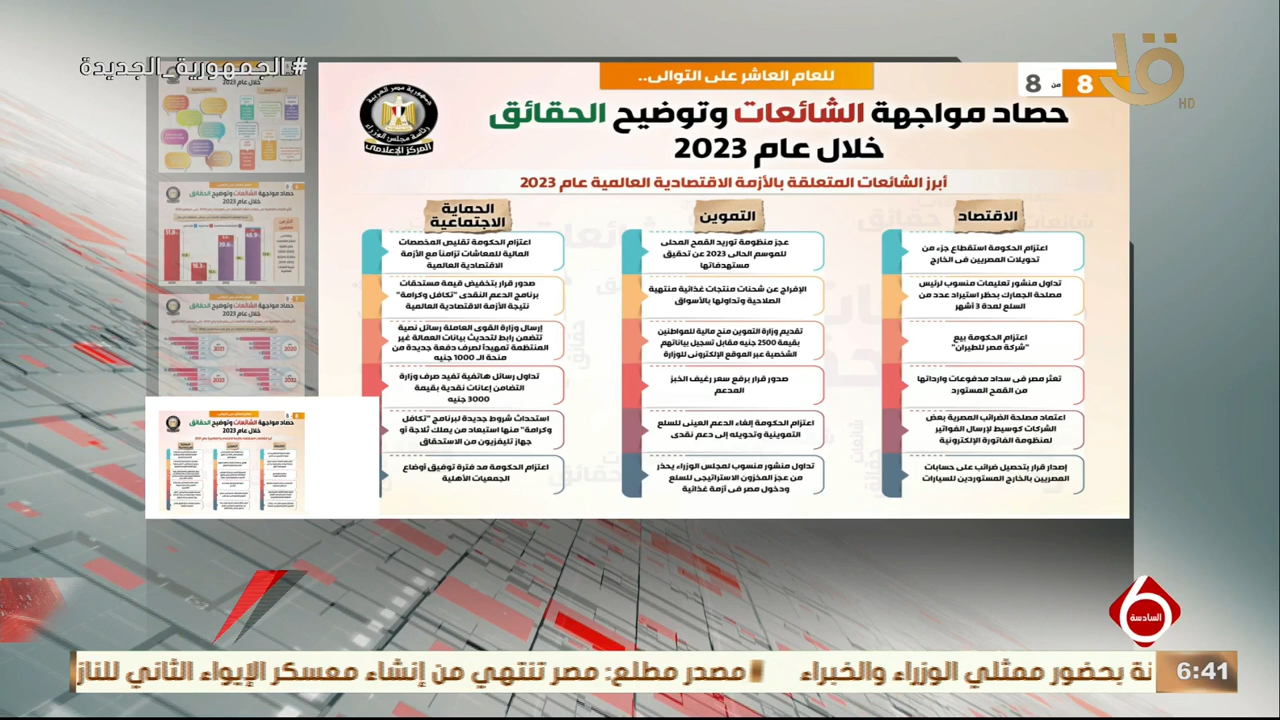 #الجمهورية_الجديدة
HD
للعام العاشر على التوالى..
8 من 8
حصاد مواجهة الشائعات وتوضيح الحقائق
خلال عام 2023
جمهورية مصر العربية
رئاسة مجلس الوزراء
المركز الإعلامى
أبرز الشائعات المتعلقة بالأزمة الاقتصادية العالمية عام 2023
الاقتصاد
اعتزام الحكومة استقطاع جزء من
تحويلات المصريين فى الخارج
تداول منشور تعليمات منسوب لرئيس
مصلحة الجمارك بحظر استيراد عدد من
السلع لمدة 3 أشهر
اعتزام الحكومة بيع
"شركة مصر للطيران"
تعثر مصر فى سداد مدفوعات وارداتها
من القمح المستورد
اعتماد مصلحة الضرائب المصرية بعض
الشركات كوسيط لإرسال الفواتير
لمنظومة الفاتورة الإلكترونية
إصدار قرار بتحصيل ضرائب على حسابات
المصريين بالخارج المستوردين للسيارات
التموين
عجز منظومة توريد القمح المحلى
للموسم الحالى 2023 عن تحقيق
مستهدفاتها
الإفراج عن شحنات منتجات غذائية منتهية
الصلاحية وتداولها بالأسواق
تقديم وزارة التموين منح مالية للمواطنين
بقيمة 2500 جنيه مقابل تسجيل بياناتهم
الشخصية عبر الموقع الإلكترونى للوزارة
صدور قرار برفع سعر رغيف الخبز
المدعم
اعتزام الحكومة إلغاء الدعم العينى للسلع
التموينية وتحويله إلى دعم نقدى
تداول منشور منسوب لمجلس الوزراء يحذر
من عجز المخزون الاستراتيجى للسلع
ودخول مصر فى أزمة غذائية
الحماية
الاجتماعية
اعتزام الحكومة تقليص المخصصات
المالية للمعاشات تزامناً مع الأزمة
الاقتصادية العالمية
صدور قرار بتخفيض قيمة مستحقات
برنامج الدعم النقدى "تكافل وكرامة"
نتيجة الأزمة الاقتصادية العالمية
إرسال وزارة القوى العاملة رسائل نصية
تتضمن رابط لتحديث بيانات العمالة غير
المنتظمة تمهيداً لصرف دفعة جديدة من
منحة الـ 1000 جنيه
تداول رسائل هاتفية تفيد صرف وزارة
التضامن إعانات نقدية بقيمة
3000 جنيه
استحداث شروط جديدة لبرنامج "تكافل
وكرامة" منها استبعاد من يملك ثلاجة أو
جهاز تليفزيون من الاستحقاق
اعتزام الحكومة مد فترة توفيق أوضاع
الجمعيات الأهلية
حصاد مواجهة الشائعات وتوضيح الحقائق
خلال عام 2023
السادسة
6:41
نة بحضور ممثلي الوزراء والخبراء
مصدر مطلع: مصر تنتهي من إنشاء معسكر الإيواء الثاني للناز